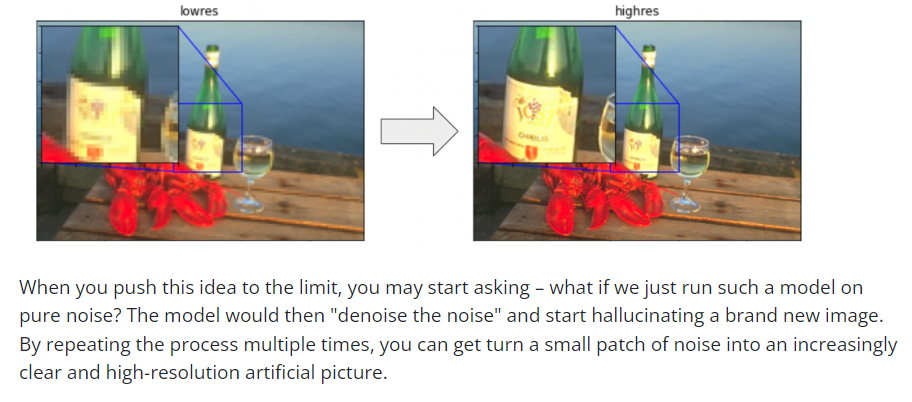 lowres
highres
When you push this idea to the limit, you may start asking – what if we just run such a model on
pure noise? The model would then "denoise the noise" and start hallucinating a brand new image.
By repeating the process multiple times, you can get turn a small patch of noise into an increasingly
clear and high-resolution artificial picture.